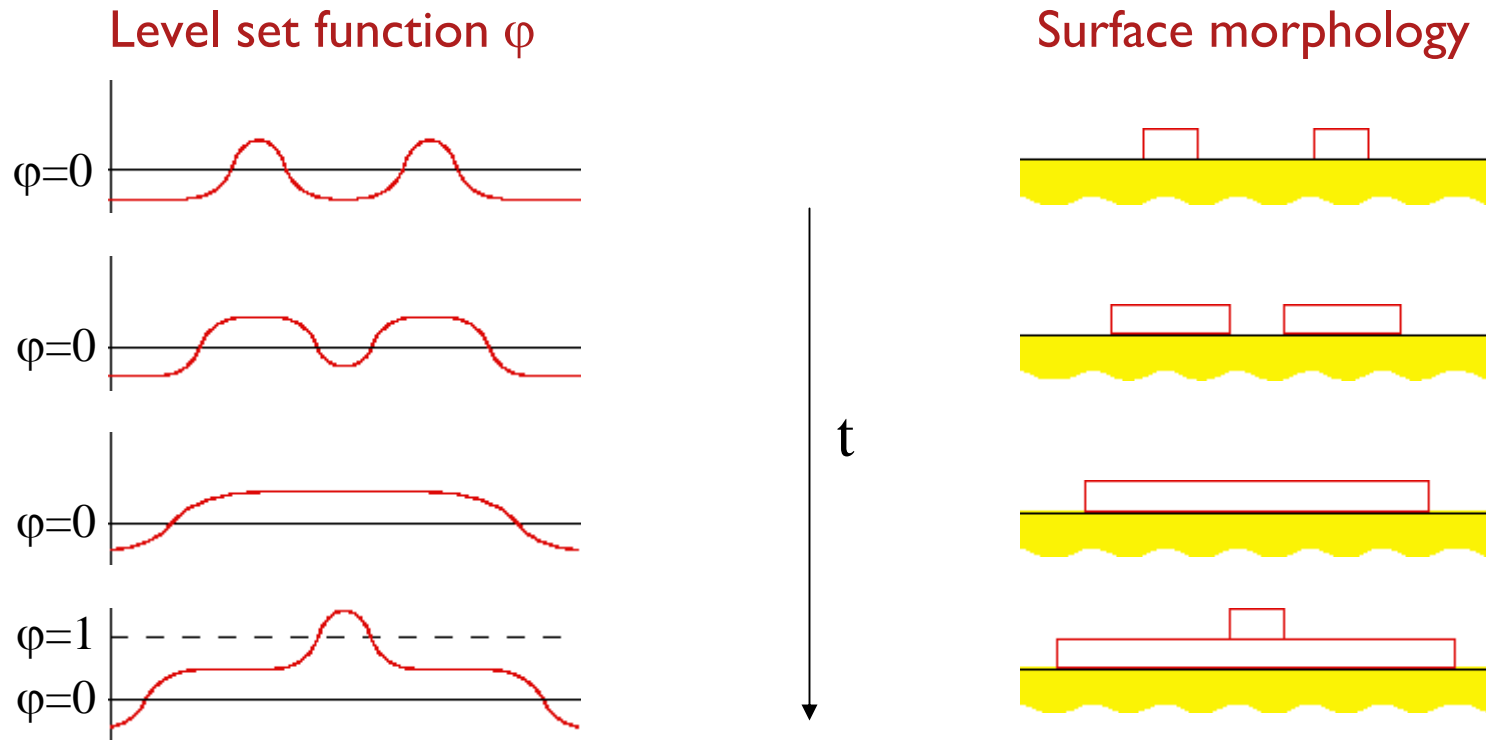 Level set function φ
Surface morphology
φ=0
φ=0
t
φ=0
φ=1
φ=0